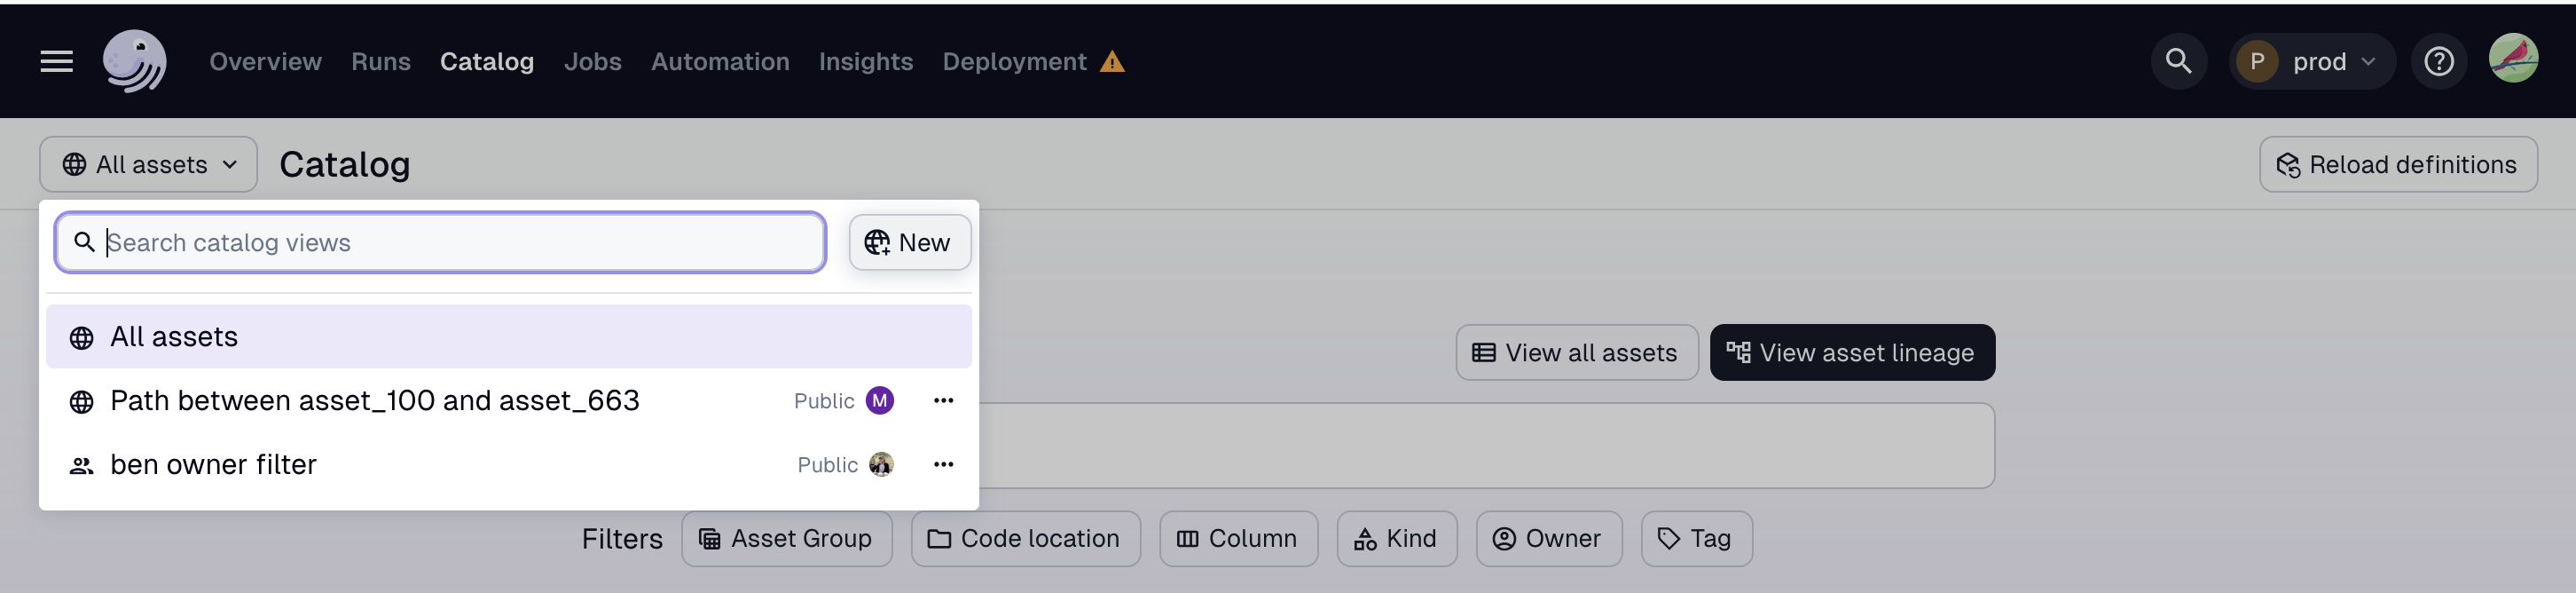 Overview Runs Catalog Jobs Automation Insights Deployment P prod
All assets Catalog Reload definitions
Search catalog views New
All assets
View all assets View asset lineage
Path between asset_100 and asset_663 Public M
ben owner filter Public
Filters Asset Group Code location Column Kind Owner Tag